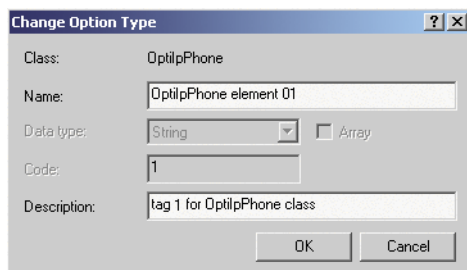 Change Option Type
Class: OptiIpPhone
Name: OptiIpPhone element 01
Data type: String Array
Code: 1
Description: tag 1 for OptiIpPhone class
OK Cancel